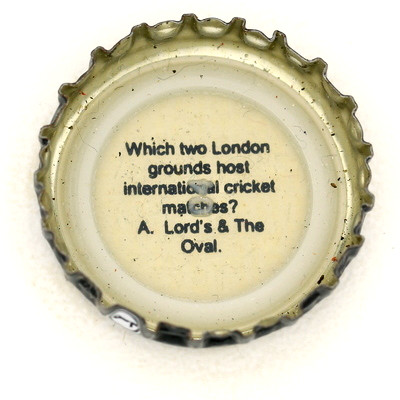 Which two London
grounds host
international cricket
matches?
A. Lord's & The
Oval.